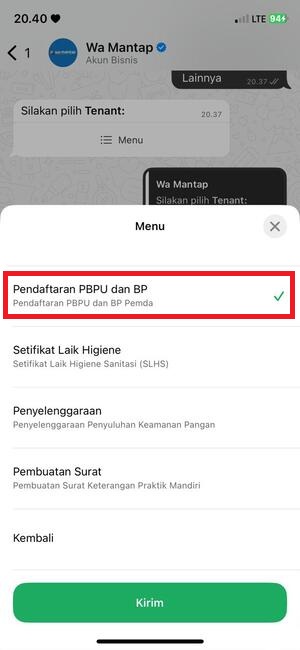 20.40
LTE 94
1
wa mantap
Wa Mantap
Akun Bisnis
Lainnya
20.37
Silakan pilih Tenant:
20.37
Menu
Wa Mantap
Silakan pilih Tenant:
Menu
Pendaftaran PBPU dan BP
Pendaftaran PBPU dan BP Pemda
Setifikat Laik Higiene
Setifikat Laik Higiene Sanitasi (SLHS)
Penyelenggaraan
Penyelenggaraan Penyuluhan Keamanan Pangan
Pembuatan Surat
Pembuatan Surat Keterangan Praktik Mandiri
Kembali
Kirim